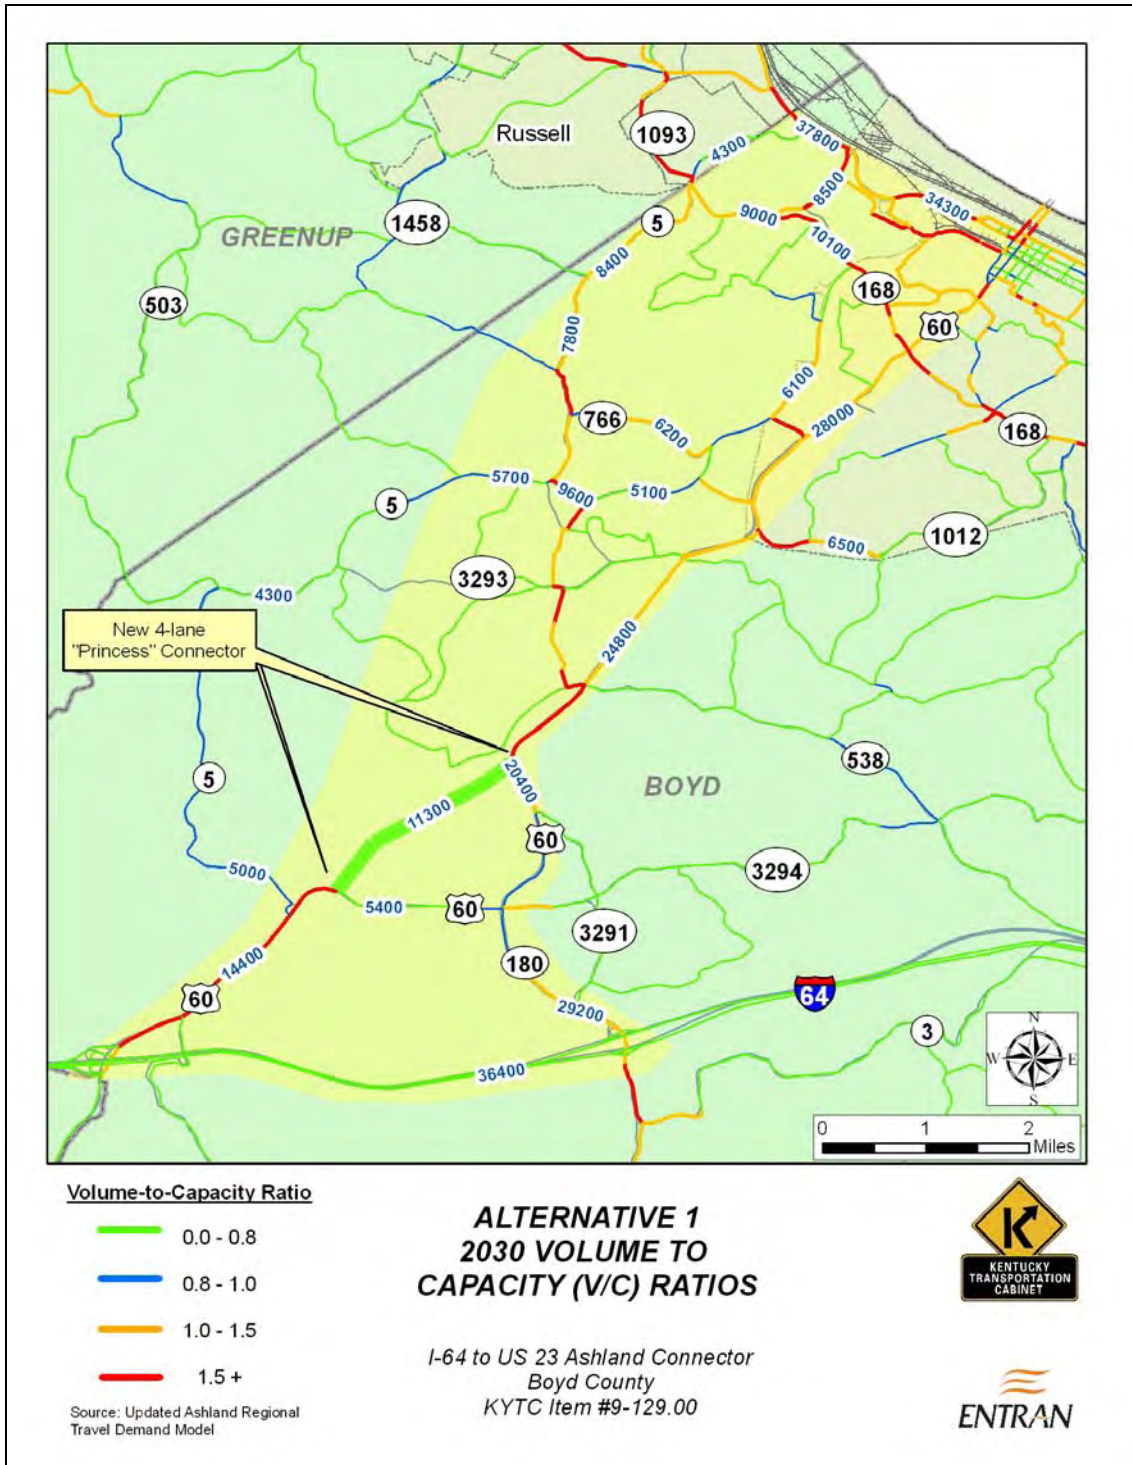 Russell
1093
4300
37800
8500
34300
1458
GREENUP
5
9000
10100
8400
168
503
60
7800
6100
766
6200
28000
168
5700
9600
5100
5
6500
1012
3293
4300
New 4-lane
"Princess" Connector
24800
5
20400
538
BOYD
11300
60
3294
5000
5400
60
3291
14400
180
60
29200
64
3
36400
N
W E
S
0 1 2
Miles
Volume-to-Capacity Ratio
0.0 - 0.8
0.8 - 1.0
1.0 - 1.5
1.5 +
Source: Updated Ashland Regional
Travel Demand Model
ALTERNATIVE 1
2030 VOLUME TO
CAPACITY (V/C) RATIOS
I-64 to US 23 Ashland Connector
Boyd County
KYTC Item #9-129.00
KENTUCKY
TRANSPORTATION
CABINET
ENTRAN